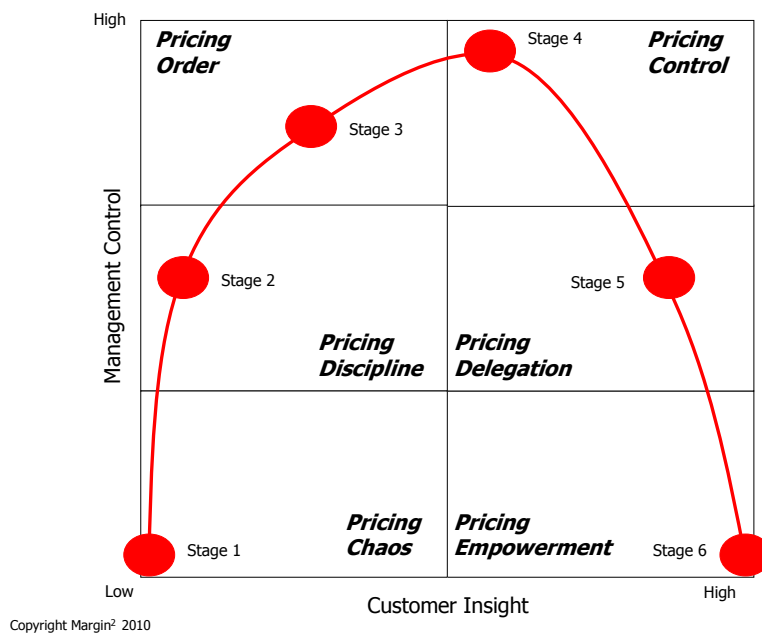 High
Pricing
Order
Stage 4
Pricing
Control
Stage 3
Management Control
Stage 2
Stage 5
Pricing
Discipline
Pricing
Delegation
Pricing
Chaos
Pricing
Empowerment
Stage 1
Stage 6
Low
High
Customer Insight
Copyright Margin² 2010